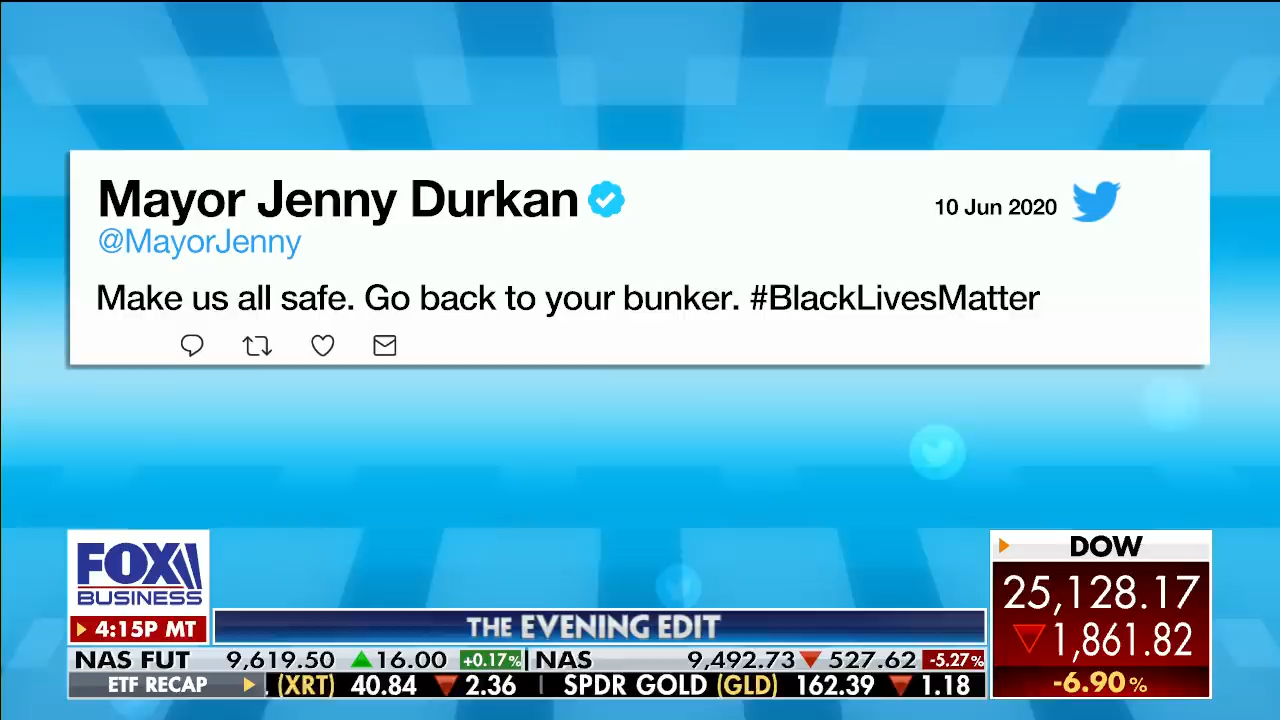 Mayor Jenny Durkan
10 Jun 2020
@MayorJenny
Make us all safe. Go back to your bunker. #BlackLivesMatter
FOX
BUSINESS
4:15P MT
THE EVENING EDIT
DOW
25,128.17
1,861.82
-6.90%
NAS FUT 9,619.50 16.00 +0.17% NAS 9,492.73 527.62 -5.27%
ETF RECAP (XRT) 40.84 2.36 SPDR GOLD (GLD) 162.39 1.18